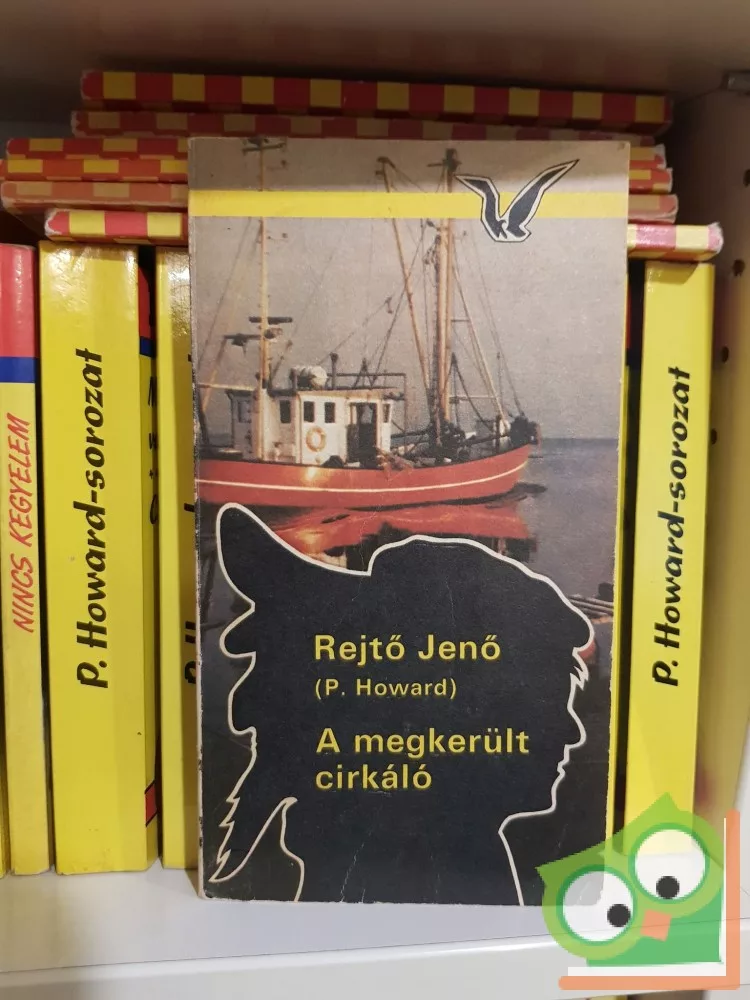 Rejtő Jenő
(P. Howard)
A megkerült
cirkáló
NINCS KEGYELEM
P. Howard-sorozat
P. Howard-sorozat